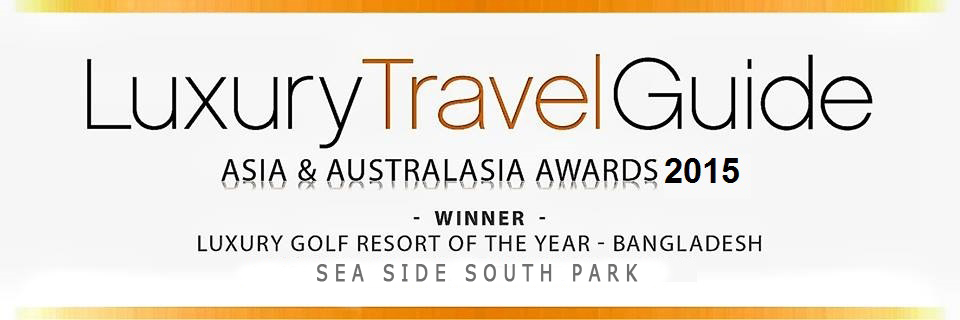 LuxuryTravelGuide
ASIA & AUSTRALASIA AWARDS 2015
- WINNER -
LUXURY GOLF RESORT OF THE YEAR - BANGLADESH
SEA SIDE SOUTH PARK